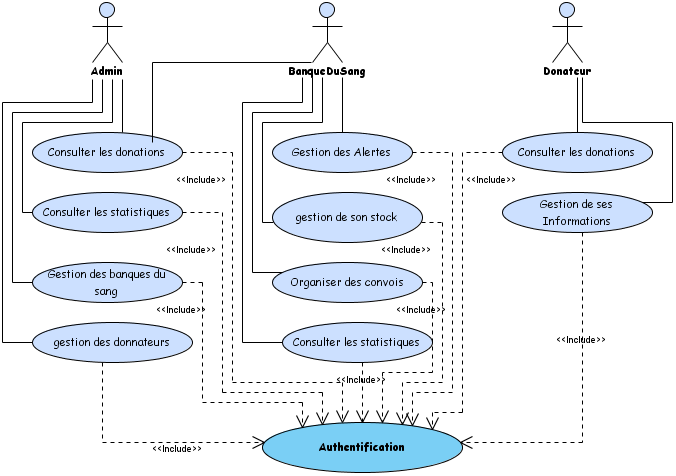 Admin
BanqueDuSang
Donateur
Consulter les donations
Gestion des Alertes
Consulter les donations
<<Include>>
<<Include>>
<<Include>>
Consulter les statistiques
gestion de son stock
Gestion de ses
Informations
<<Include>>
<<Include>>
Gestion des banques du
sang
Organiser des convois
<<Include>>
<<Include>>
gestion des donnateurs
Consulter les statistiques
<<Include>>
<<Include>>
Authentification
<<Include>>